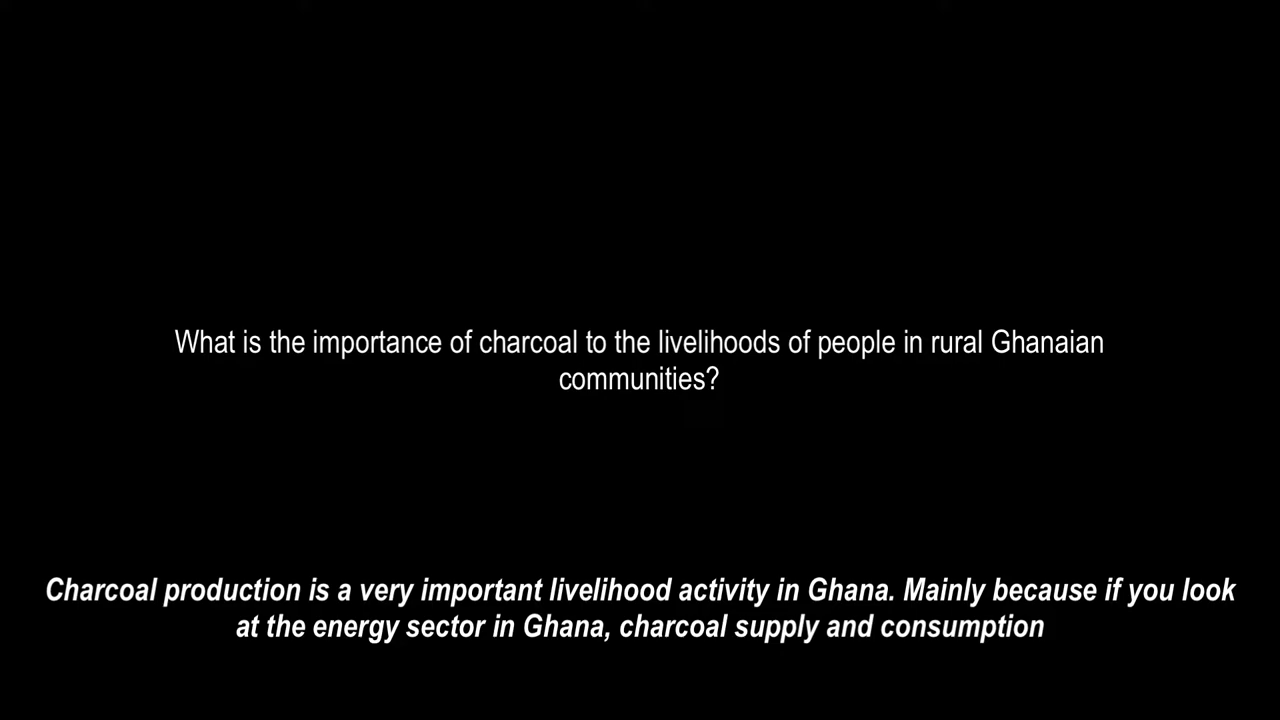 What is the importance of charcoal to the livelihoods of people in rural Ghanaian
communities?
Charcoal production is a very important livelihood activity in Ghana. Mainly because if you look
at the energy sector in Ghana, charcoal supply and consumption